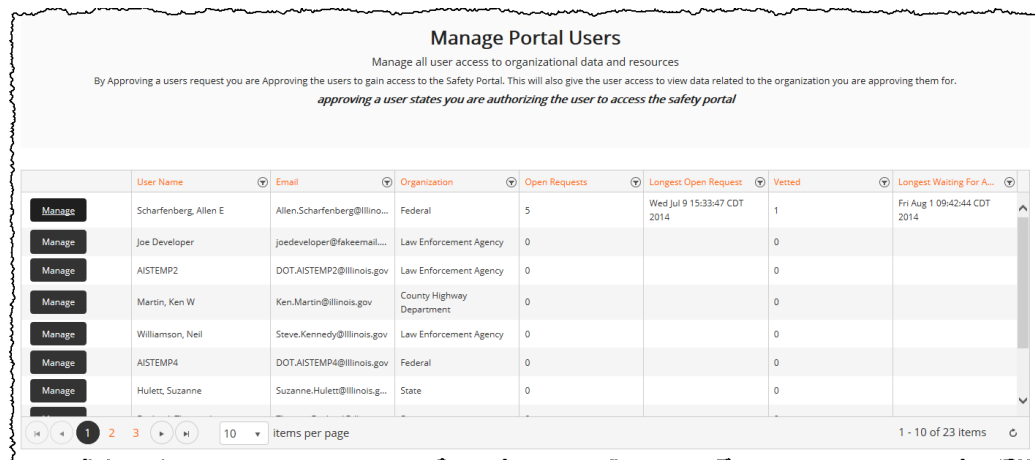 Manage Portal Users
Manage all user access to organizational data and resources
By Approving a users request you are Approving the users to gain access to the Safety Portal. This will also give the user access to view data related to the organization you are approving them for.
approving a user states you are authorizing the user to access the safety portal
User Name Email Organization Open Requests Longest Open Request Vetted Longest Waiting For A...
Manage Scharfenberg, Allen E Allen.Scharfenberg@Illino... Federal 5 Wed Jul 9 15:33:47 CDT 2014 1 Fri Aug 1 09:42:44 CDT 2014
Manage Joe Developer joedeveloper@fakeemail.... Law Enforcement Agency 0 0
Manage AISTEMP2 DOT.AISTEMP2@Illinois.gov Law Enforcement Agency 0 0
Manage Martin, Ken W Ken.Martin@illinois.gov County Highway Department 0 0
Manage Williamson, Neil Steve.Kennedy@Illinois.gov Law Enforcement Agency 0 0
Manage AISTEMP4 DOT.AISTEMP4@Illinois.gov Federal 0 0
Manage Hulett, Suzanne Suzanne.Hulett@Illinois.g... State 0 0
1 2 3 10 items per page 1 - 10 of 23 items